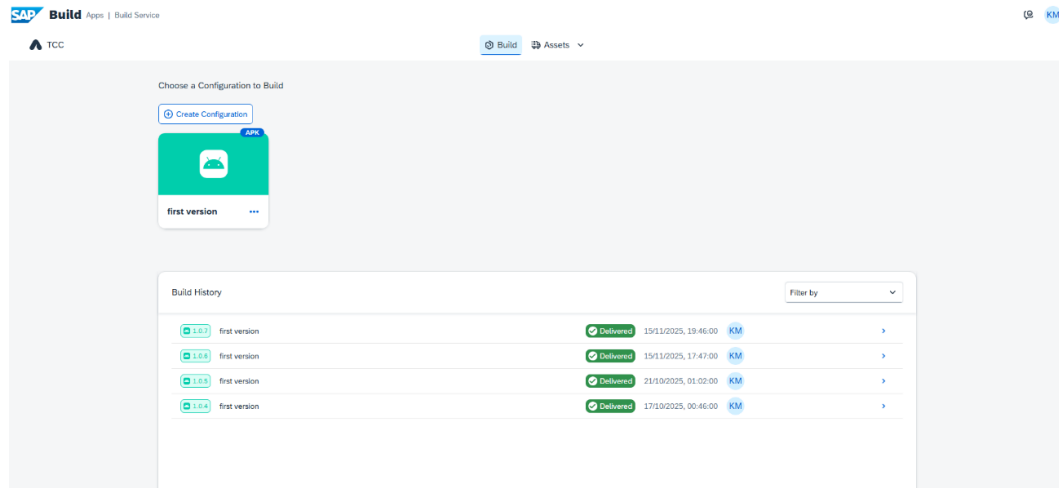 SAP Build Apps | Build Service KM
TCC Build Assets
Choose a Configuration to Build
Create Configuration
APK
first version
Build History Filter by
1.0.7 first version Delivered 15/11/2025, 19:46:00 KM
1.0.6 first version Delivered 15/11/2025, 17:47:00 KM
1.0.5 first version Delivered 21/10/2025, 01:02:00 KM
1.0.4 first version Delivered 17/10/2025, 00:46:00 KM